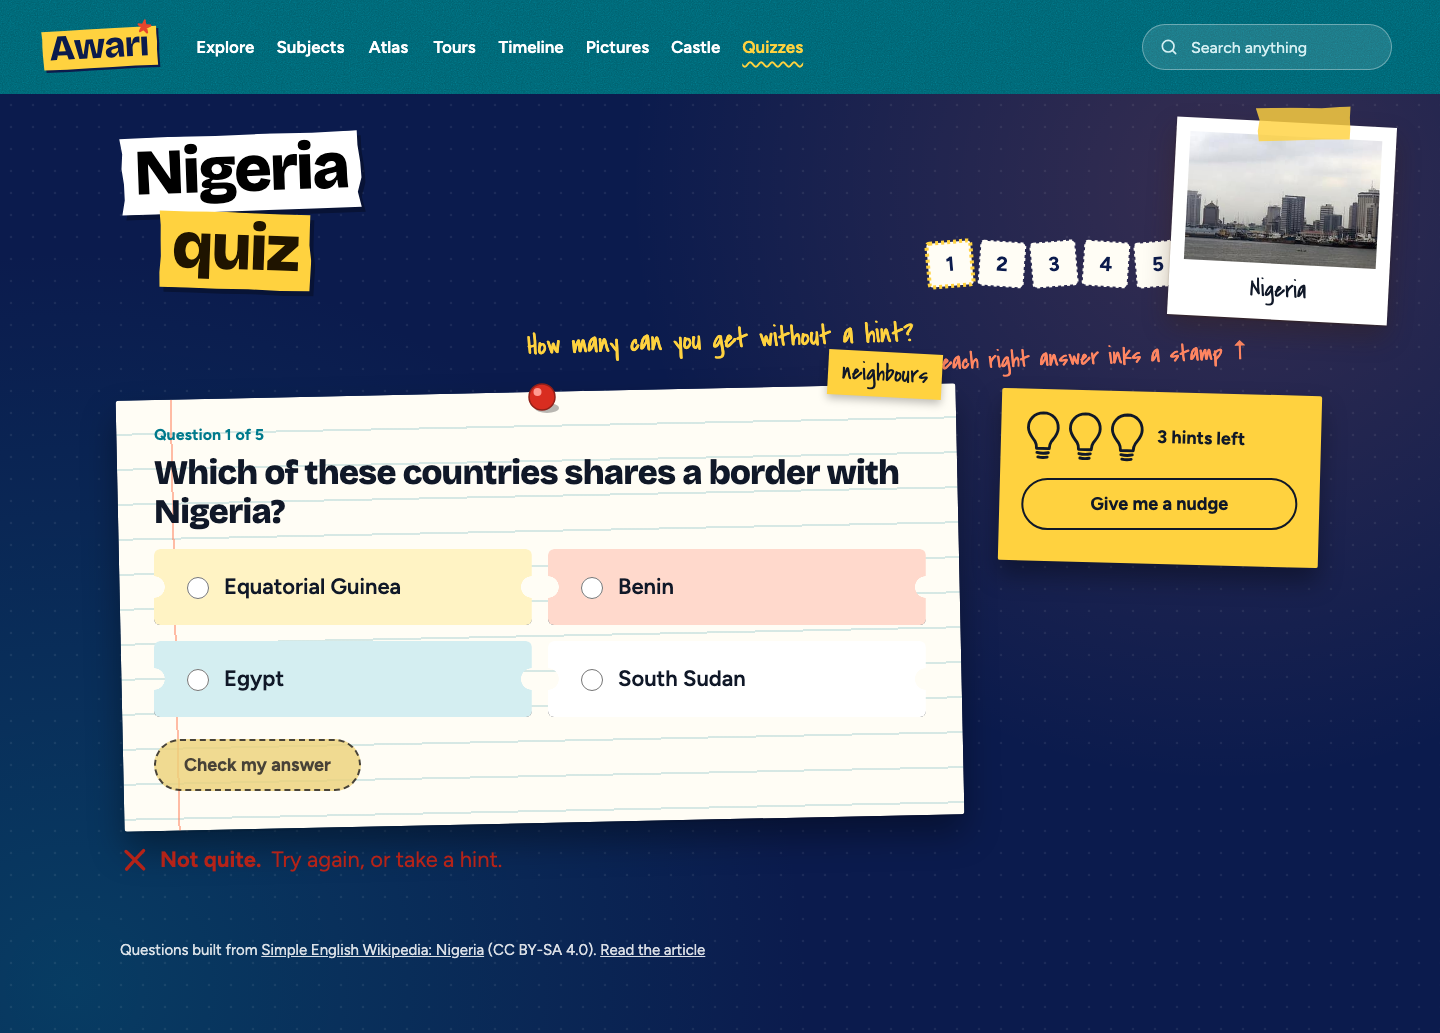 Awari
Explore Subjects Atlas Tours Timeline Pictures Castle Quizzes
Search anything
Nigeria
quiz
1 2 3 4 5
Nigeria
How many can you get without a hint?
each right answer inks a stamp ↑
neighbours
Question 1 of 5
Which of these countries shares a border with
Nigeria?
Equatorial Guinea
Benin
Egypt
South Sudan
Check my answer
3 hints left
Give me a nudge
Not quite. Try again, or take a hint.
Questions built from Simple English Wikipedia: Nigeria (CC BY-SA 4.0). Read the article